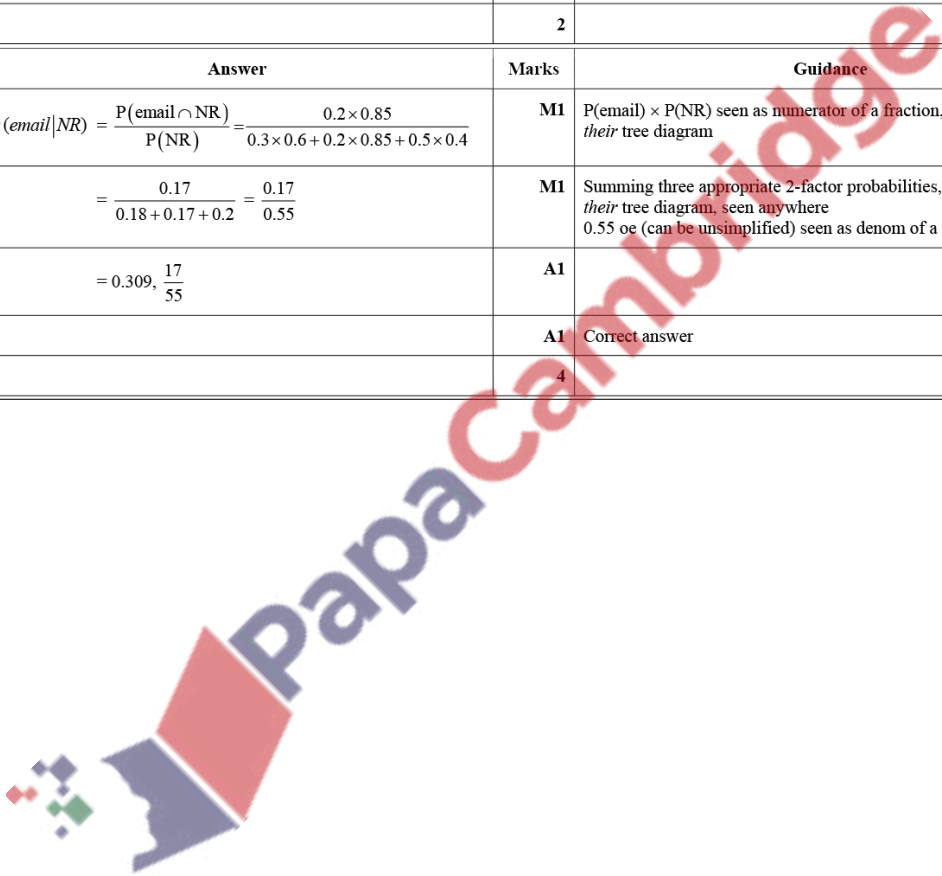 2
Answer Marks Guidance
(email|NR) = P(email∩NR)/P(NR) = 0.2×0.85/0.3×0.6+0.2×0.85+0.5×0.4 M1 P(email) × P(NR) seen as numerator of a fraction,
their tree diagram
= 0.17/0.18+0.17+0.2 = 0.17/0.55 M1 Summing three appropriate 2-factor probabilities,
their tree diagram, seen anywhere
0.55 oe (can be unsimplified) seen as denom of a
= 0.309, 17/55 A1
A1 Correct answer
4
PapaCambridge